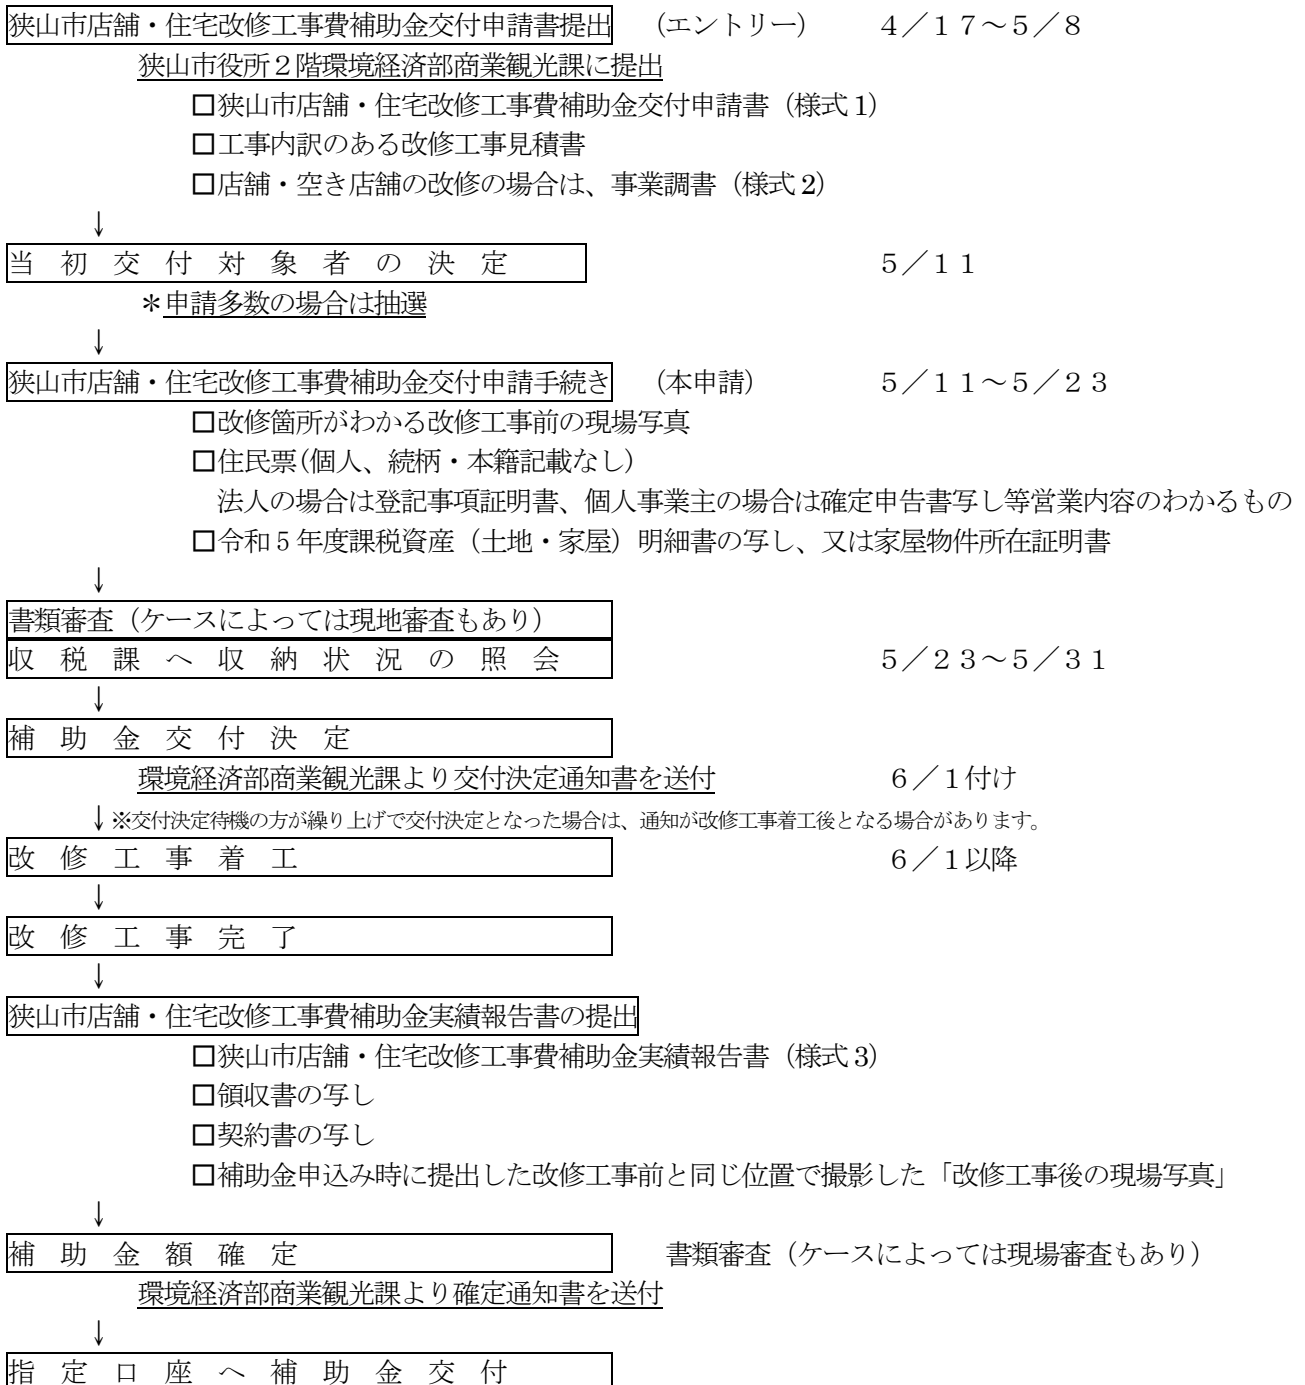 狭山市店舗・住宅改修工事費補助金交付申請書提出 （エントリー） ４／１７～５／８
狭山市役所２階環境経済部商業観光課に提出
□狭山市店舗・住宅改修工事費補助金交付申請書（様式1）
□工事内訳のある改修工事見積書
□店舗・空き店舗の改修の場合は、事業調書（様式2）
↓
当初交付対象者の決定 ５／１１
＊申請多数の場合は抽選
↓
狭山市店舗・住宅改修工事費補助金交付申請手続き （本申請） ５／１１～５／２３
□改修箇所がわかる改修工事前の現場写真
□住民票(個人、続柄・本籍記載なし)
法人の場合は登記事項証明書、個人事業主の場合は確定申告書写し等営業内容のわかるもの
□令和５年度課税資産（土地・家屋）明細書の写し、又は家屋物件所在証明書
↓
書類審査（ケースによっては現地審査もあり）
収税課へ収納状況の照会 ５／２３～５／３１
↓
補助金交付決定
環境経済部商業観光課より交付決定通知書を送付 ６／１付け
↓※交付決定待機の方が繰り上げで交付決定となった場合は、通知が改修工事着工後となる場合があります。
改修工事着工 ６／１以降
↓
改修工事完了
↓
狭山市店舗・住宅改修工事費補助金実績報告書の提出
□狭山市店舗・住宅改修工事費補助金実績報告書（様式3）
□領収書の写し
□契約書の写し
□補助金申込み時に提出した改修工事前と同じ位置で撮影した「改修工事後の現場写真」
↓
補助金額確定 書類審査（ケースによっては現場審査もあり）
環境経済部商業観光課より確定通知書を送付
↓
指定口座へ補助金交付